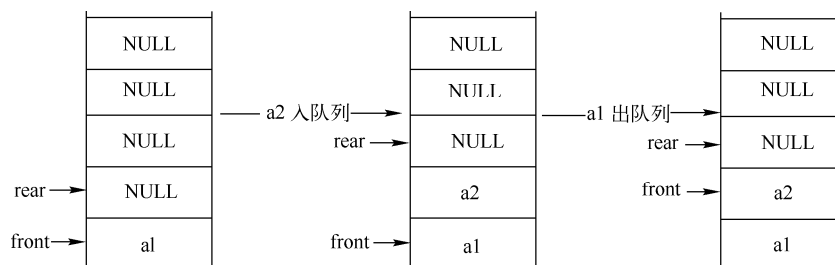 NULL NULL NULL
NULL a2 入队列 NULL a1 出队列 NULL
NULL rear NULL rear NULL
rear NULL a2 front a2
front al front a1 a1